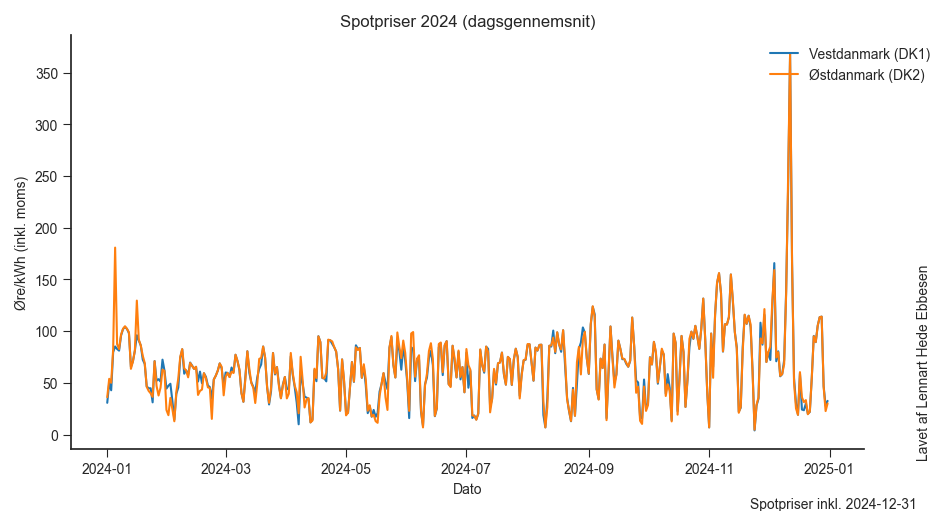 Spotpriser 2024 (dagsgennemsnit)
Vestdanmark (DK1)
Østdanmark (DK2)
Øre/kWh (inkl. moms)
350
300
250
200
150
100
50
0
2024-01
2024-03
2024-05
2024-07
2024-09
2024-11
2025-01
Dato
Lavet af Lennart Hede Ebbesen
Spotpriser inkl. 2024-12-31